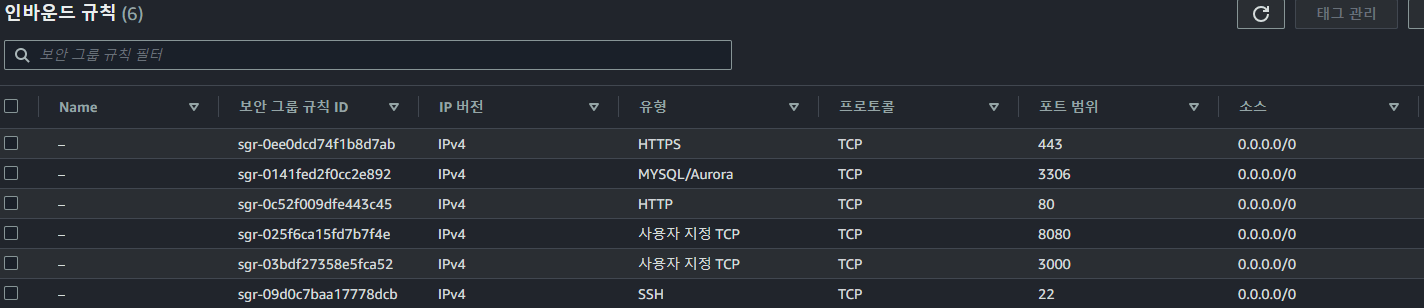 인바운드 규칙 (6)
태그 관리
보안 그룹 규칙 필터
Name 보안 그룹 규칙 ID IP 버전 유형 프로토콜 포트 범위 소스
– sgr-0ee0dcd74f1b8d7ab IPv4 HTTPS TCP 443 0.0.0.0/0
– sgr-0141fed2f0cc2e892 IPv4 MYSQL/Aurora TCP 3306 0.0.0.0/0
– sgr-0c52f009dfe443c45 IPv4 HTTP TCP 80 0.0.0.0/0
– sgr-025f6ca15fd7b7f4e IPv4 사용자 지정 TCP TCP 8080 0.0.0.0/0
– sgr-03bdf27358e5fca52 IPv4 사용자 지정 TCP TCP 3000 0.0.0.0/0
– sgr-09d0c7baa17778dcb IPv4 SSH TCP 22 0.0.0.0/0